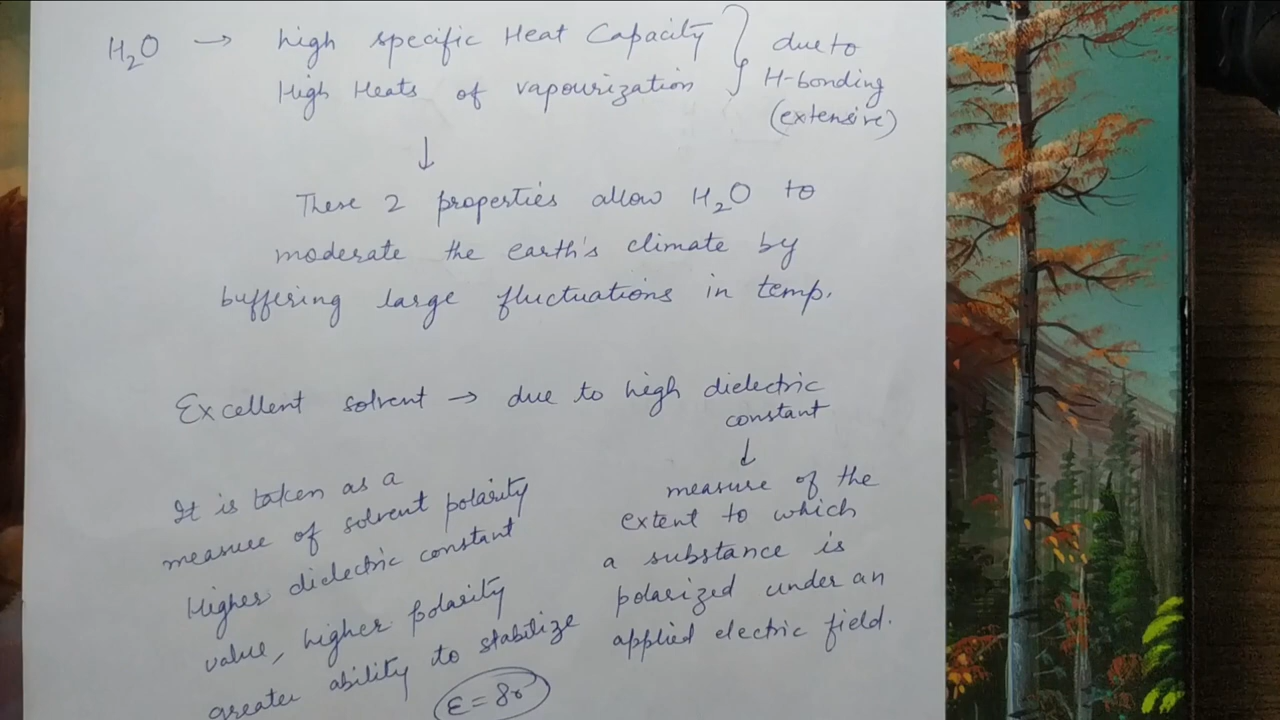 H2O → high specific Heat Capacity
High Heats of vapourization
due to
H-bonding
(extensive)
↓
These 2 properties allow H2O to
moderate the earth's climate by
buffering large fluctuations in temp.
Excellent solvent → due to high dielectric
constant
↓
measure of the
extent to which
a substance is
polarized under an
applied electric field.
It is taken as a
measure of solvent polarity
Higher dielectric constant
value, higher polarity
greater ability to stabilize